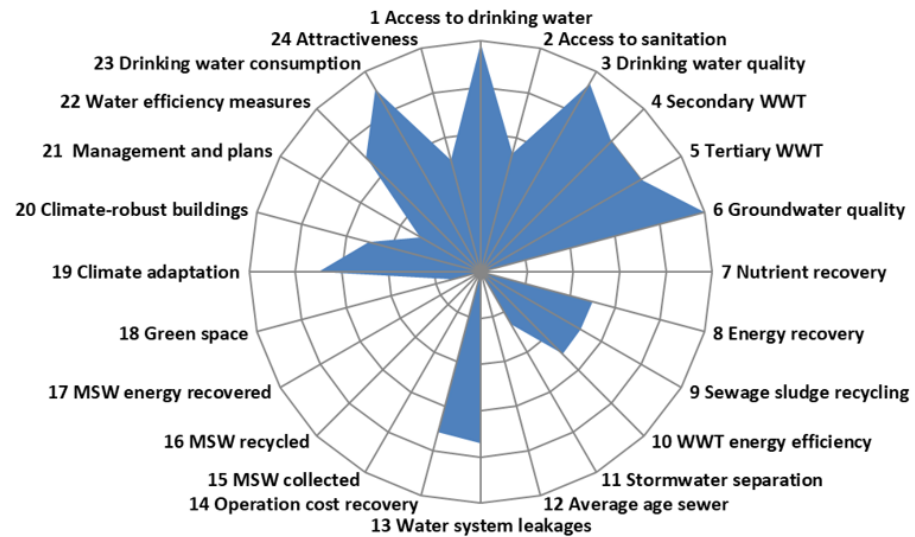 1 Access to drinking water
2 Access to sanitation
3 Drinking water quality
4 Secondary WWT
5 Tertiary WWT
6 Groundwater quality
7 Nutrient recovery
8 Energy recovery
9 Sewage sludge recycling
10 WWT energy efficiency
11 Stormwater separation
12 Average age sewer
13 Water system leakages
14 Operation cost recovery
15 MSW collected
16 MSW recycled
17 MSW energy recovered
18 Green space
19 Climate adaptation
20 Climate-robust buildings
21 Management and plans
22 Water efficiency measures
23 Drinking water consumption
24 Attractiveness